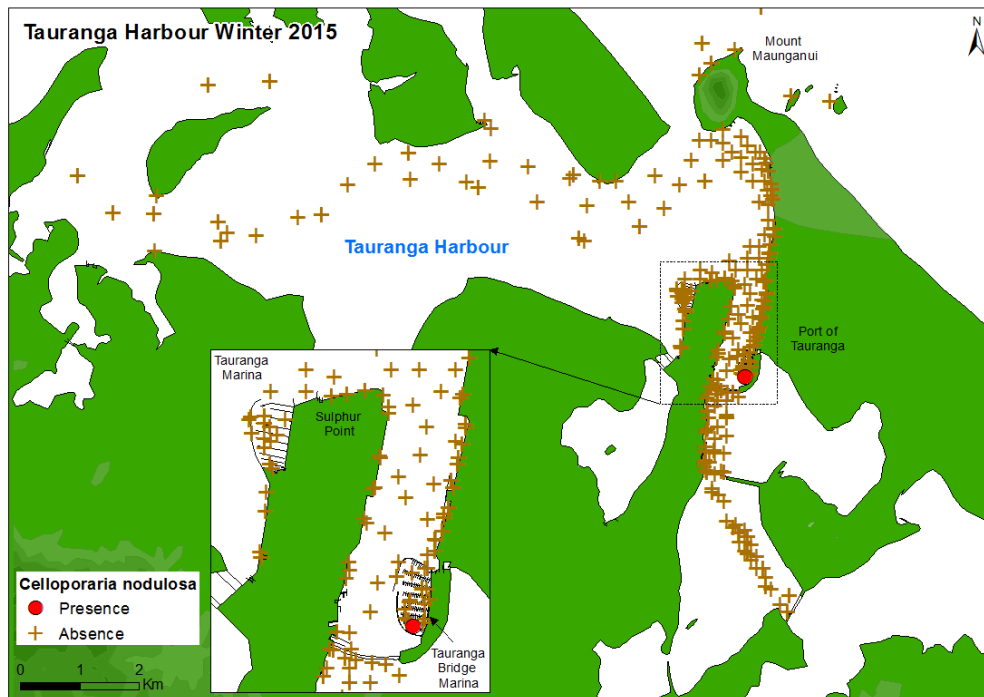 Tauranga Harbour Winter 2015
N
Mount
Maunganui
Tauranga Harbour
Port of
Tauranga
Tauranga
Marina
Sulphur
Point
Tauranga
Bridge
Marina
Celloporaria nodulosa
Presence
Absence
0 1 2
Km